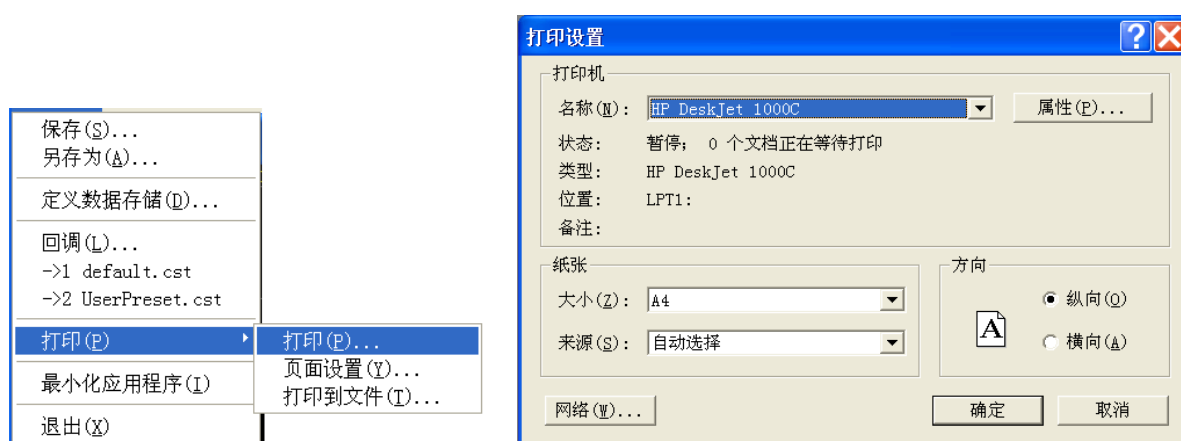 保存(S)...
另存为(A)...
定义数据存储(D)...
回调(L)...
->1 default.cst
->2 UserPreset.cst
打印(P)
最小化应用程序(I)
退出(X)
打印(P)...
页面设置(Y)...
打印到文件(T)...
打印设置
打印机
名称(N): HP DeskJet 1000C 属性(P)...
状态: 暂停; 0 个文档正在等待打印
类型: HP DeskJet 1000C
位置: LPT1:
备注:
纸张
大小(Z): A4
来源(S): 自动选择
方向
A
纵向(O)
横向(A)
网络(W)... 确定 取消